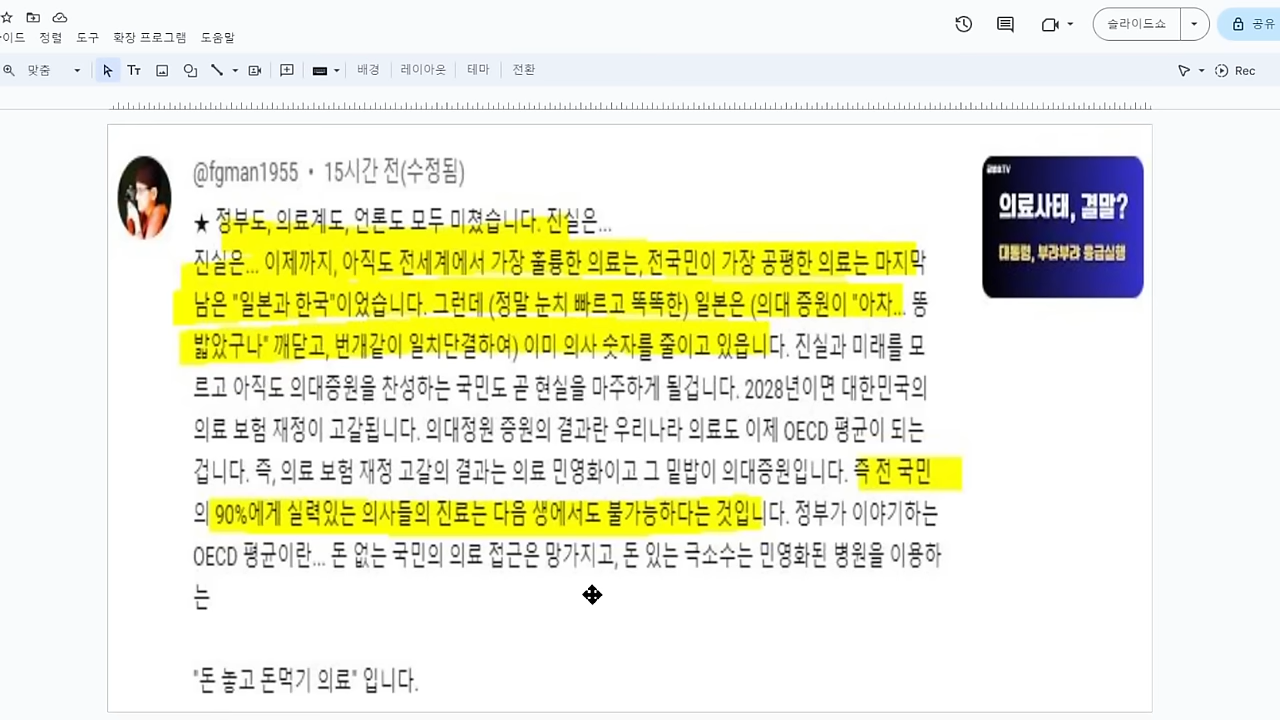 이드 정렬 도구 확장 프로그램 도움말
슬라이드쇼
공유
맞춤
Tт
배경 레이아웃 테마 전환
Rec
@fgman1955 • 15시간 전(수정됨)
★ 정부도, 의료계도, 언론도 모두 미쳤습니다. 진실은...
진실은... 이제까지, 아직도 전세계에서 가장 훌륭한 의료는, 전국민이 가장 공평한 의료는 마지막
남은 "일본과 한국"이었습니다. 그런데 (정말 눈치 빠르고 똑똑한) 일본은 (의대 증원이 "아차... 똥
밟았구나" 깨닫고, 번개같이 일치단결하여) 이미 의사 숫자를 줄이고 있읍니다. 진실과 미래를 모
르고 아직도 의대증원을 찬성하는 국민도 곧 현실을 마주하게 될겁니다. 2028년이면 대한민국의
의료 보험 재정이 고갈됩니다. 의대정원 증원의 결과란 우리나라 의료도 이제 OECD 평균이 되는
겁니다. 즉, 의료 보험 재정 고갈의 결과는 의료 민영화이고 그 밑밥이 의대증원입니다. 즉 전 국민
의 90%에게 실력있는 의사들의 진료는 다음 생에서도 불가능하다는 것입니다. 정부가 이야기하는
OECD 평균이란... 돈 없는 국민의 의료 접근은 망가지고, 돈 있는 극소수는 민영화된 병원을 이용하
는
"돈 놓고 돈먹기 의료" 입니다.
의료사태, 결말?
대통령, 부랴부랴 응급실행